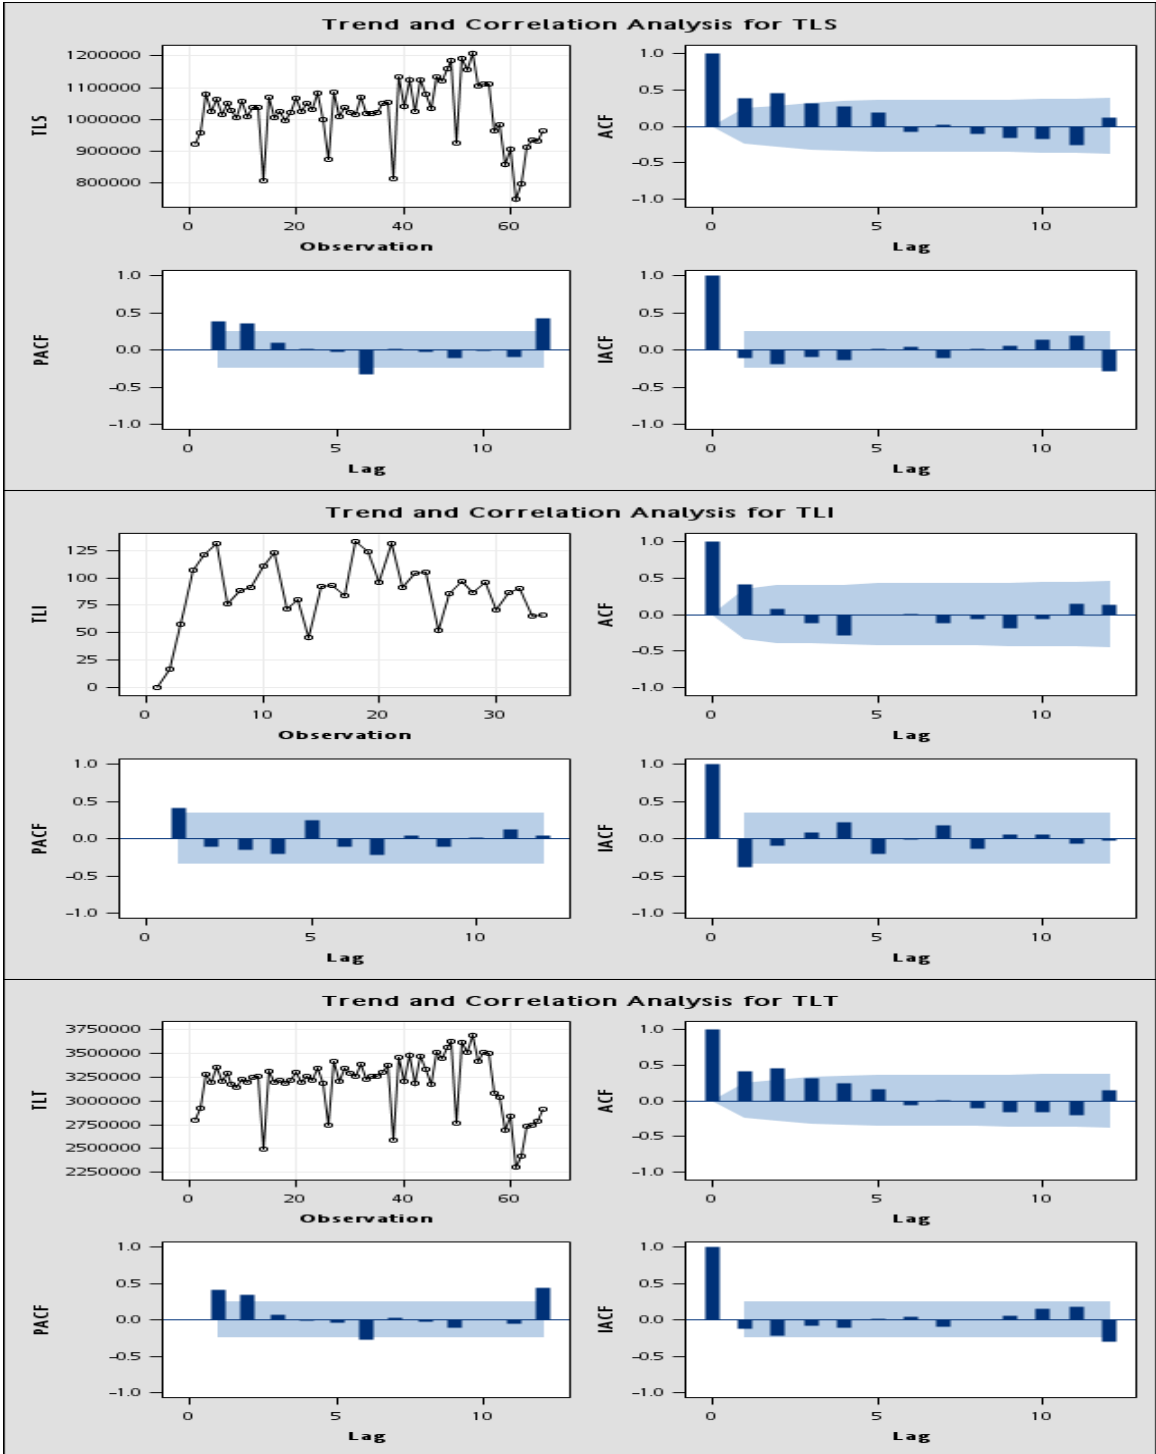 Trend and Correlation Analysis for TLS
TLS
1200000
1100000
1000000
900000
800000
0 20 40 60
Observation
ACF
1.0
0.5
0.0
-0.5
-1.0
0 5 10
Lag
PACF
1.0
0.5
0.0
-0.5
-1.0
0 5 10
Lag
IACF
1.0
0.5
0.0
-0.5
-1.0
0 5 10
Lag
Trend and Correlation Analysis for TLI
TLI
125
100
75
50
25
0
0 10 20 30
Observation
ACF
1.0
0.5
0.0
-0.5
-1.0
0 5 10
Lag
PACF
1.0
0.5
0.0
-0.5
-1.0
0 5 10
Lag
IACF
1.0
0.5
0.0
-0.5
-1.0
0 5 10
Lag
Trend and Correlation Analysis for TLT
TLT
3750000
3500000
3250000
3000000
2750000
2500000
2250000
0 20 40 60
Observation
ACF
1.0
0.5
0.0
-0.5
-1.0
0 5 10
Lag
PACF
1.0
0.5
0.0
-0.5
-1.0
0 5 10
Lag
IACF
1.0
0.5
0.0
-0.5
-1.0
0 5 10
Lag